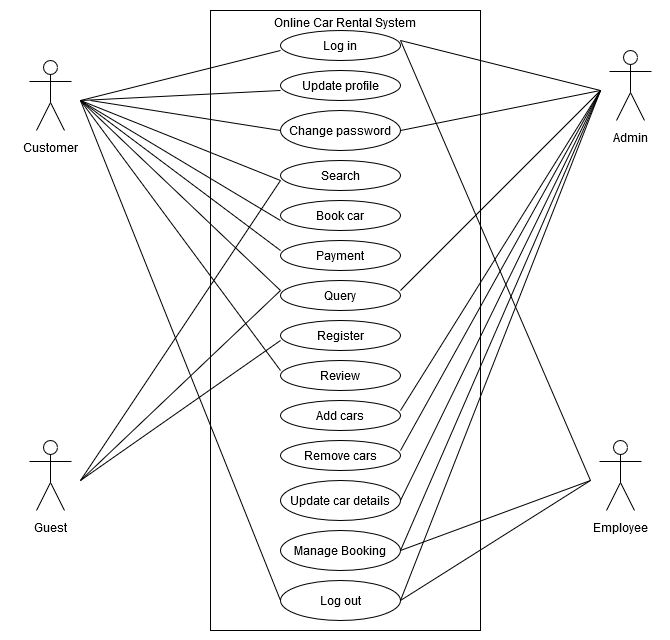 Online Car Rental System
Log in
Update profile
Change password
Customer
Admin
Search
Book car
Payment
Query
Register
Review
Add cars
Remove cars
Update car details
Guest
Employee
Manage Booking
Log out